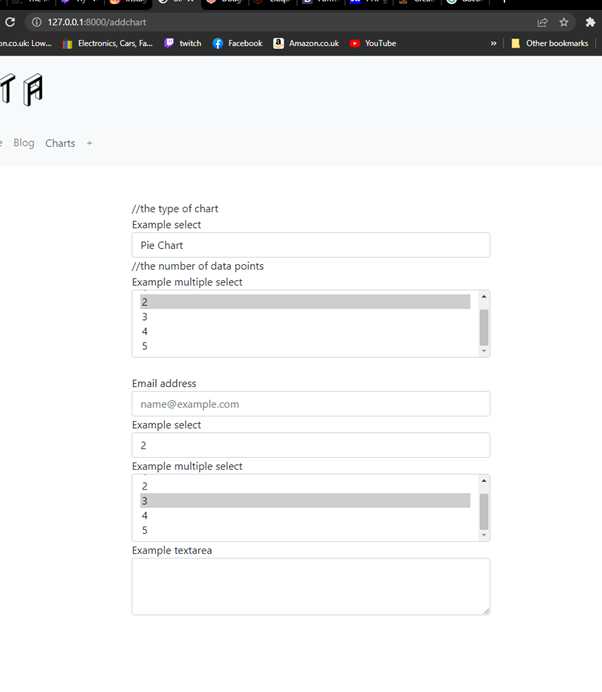 127.0.0.1:8000/addchart
on.co.uk: Low... Electronics, Cars, Fa... twitch Facebook Amazon.co.uk YouTube » Other bookmarks
TA
e Blog Charts +
//the type of chart
Example select
Pie Chart
//the number of data points
Example multiple select
2
3
4
5
Email address
name@example.com
Example select
2
Example multiple select
2
3
4
5
Example textarea